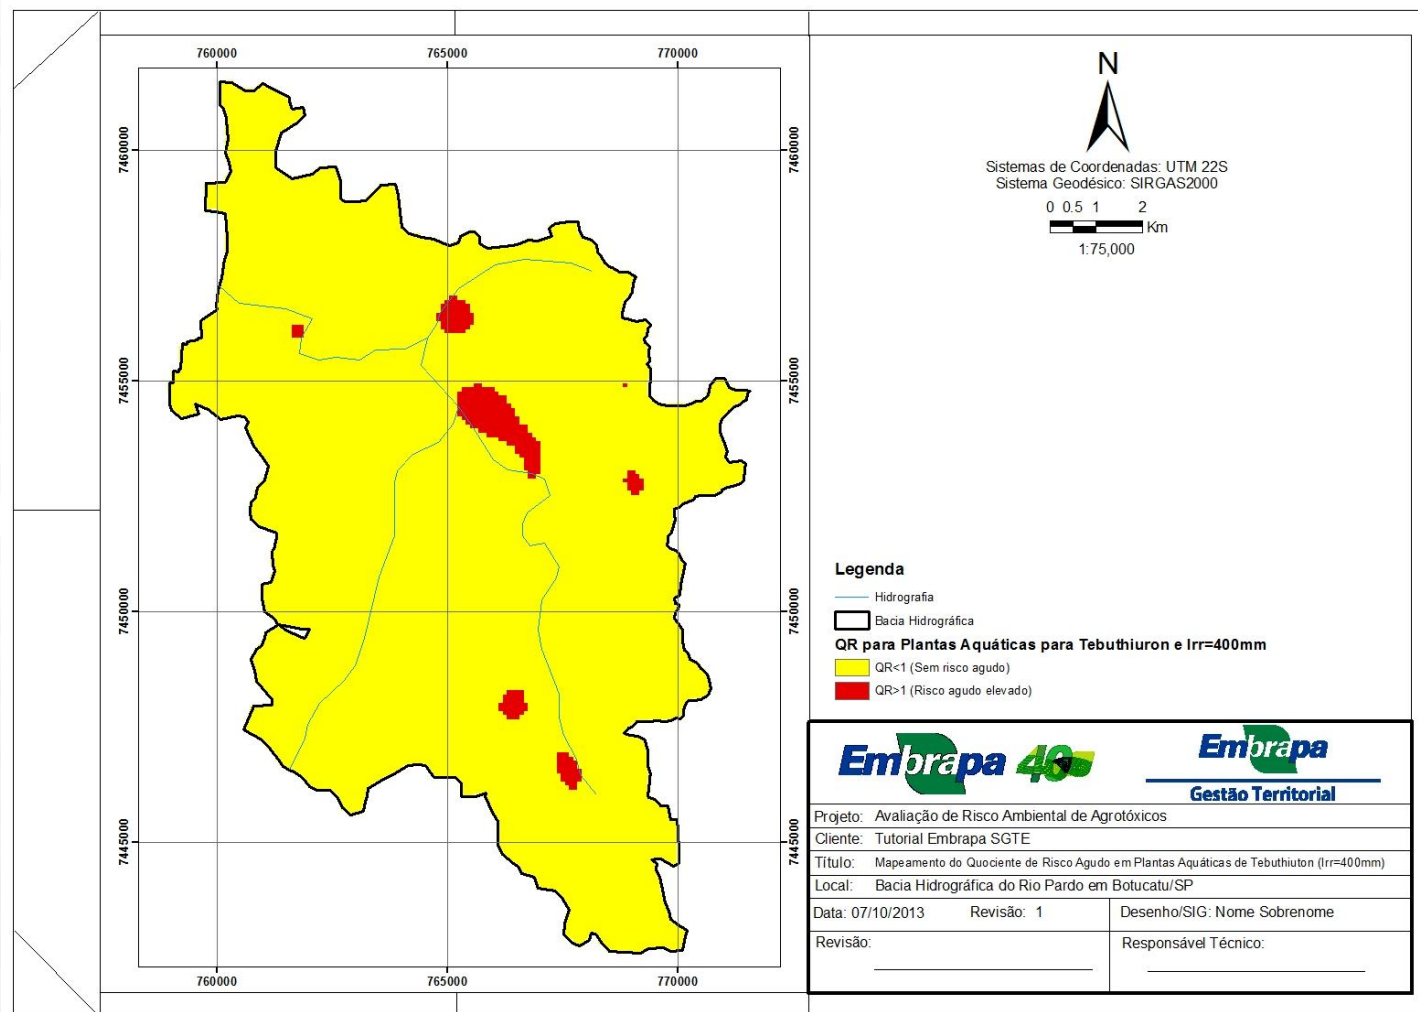 760000
765000
770000
7460000
7460000
7455000
7455000
7450000
7450000
7445000
7445000
760000
765000
770000
N
Sistemas de Coordenadas: UTM 22S
Sistema Geodésico: SIRGAS2000
0 0.5 1 2
Km
1:75,000
Legenda
Hidrografia
Bacia Hidrográfica
QR para Plantas Aquáticas para Tebuthiuron e Irr=400mm
QR<1 (Sem risco agudo)
QR>1 (Risco agudo elevado)
Embrapa 40
Embrapa
Gestão Territorial
Projeto: Avaliação de Risco Ambiental de Agrotóxicos
Cliente: Tutorial Embrapa SGTE
Título: Mapeamento do Quociente de Risco Agudo em Plantas Aquáticas de Tebuthiuton (Irr=400mm)
Local: Bacia Hidrográfica do Rio Pardo em Botucatu/SP
Data: 07/10/2013 Revisão: 1 Desenho/SIG: Nome Sobrenome
Revisão: Responsável Técnico: